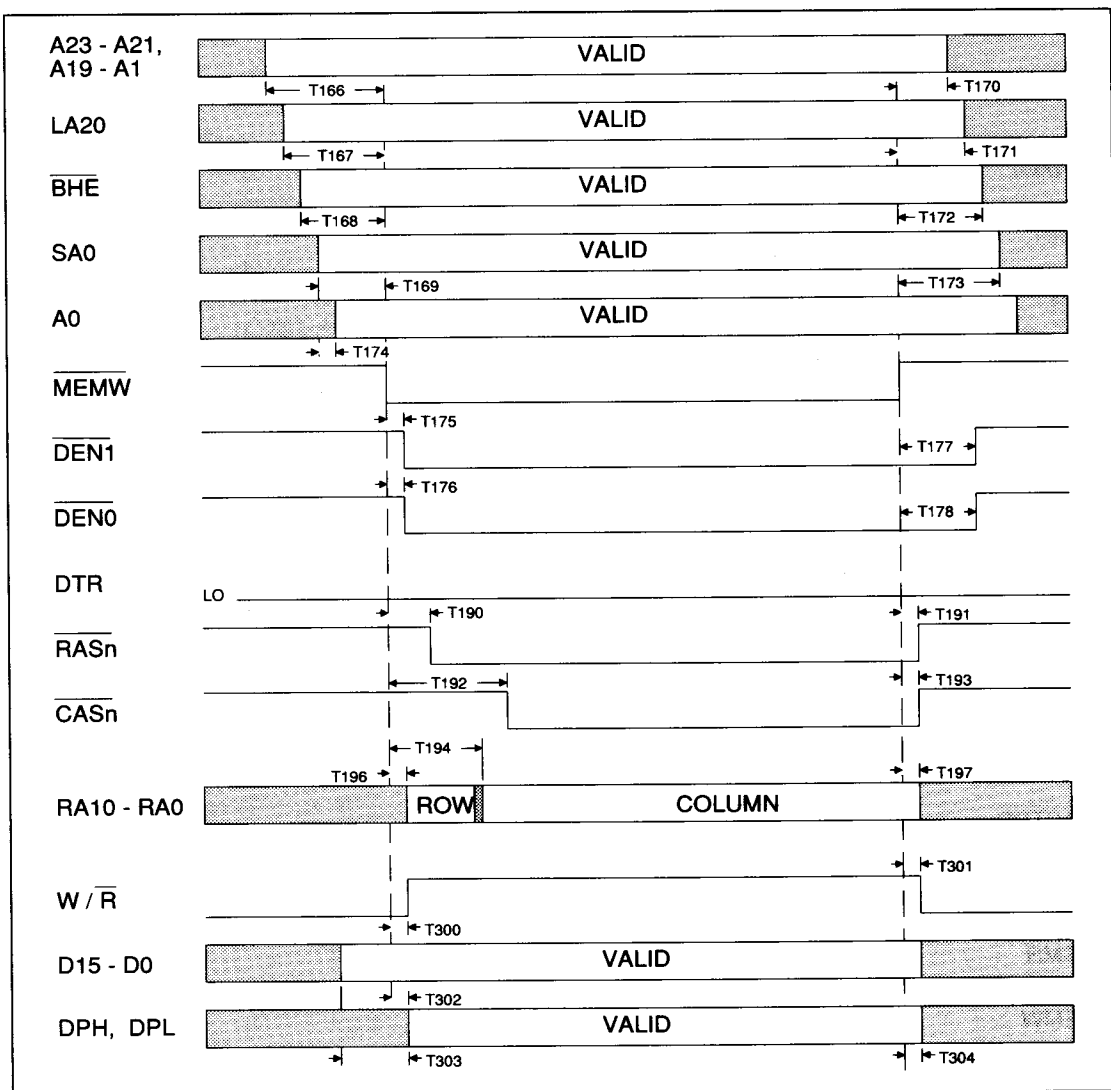 A23 - A21,
A19 - A1
VALID
T166
T170
LA20
VALID
T167
T171
BHE
VALID
T168
T172
SA0
VALID
T169
T173
A0
VALID
T174
MEMW
T175
DEN1
T177
T176
DEN0
T178
DTR
LO
T190
T191
RASn
T192
T193
CASn
T194
T196
T197
RA10 - RA0
ROW
COLUMN
T301
W / R
T300
D15 - D0
VALID
T302
DPH, DPL
VALID
T303
T304